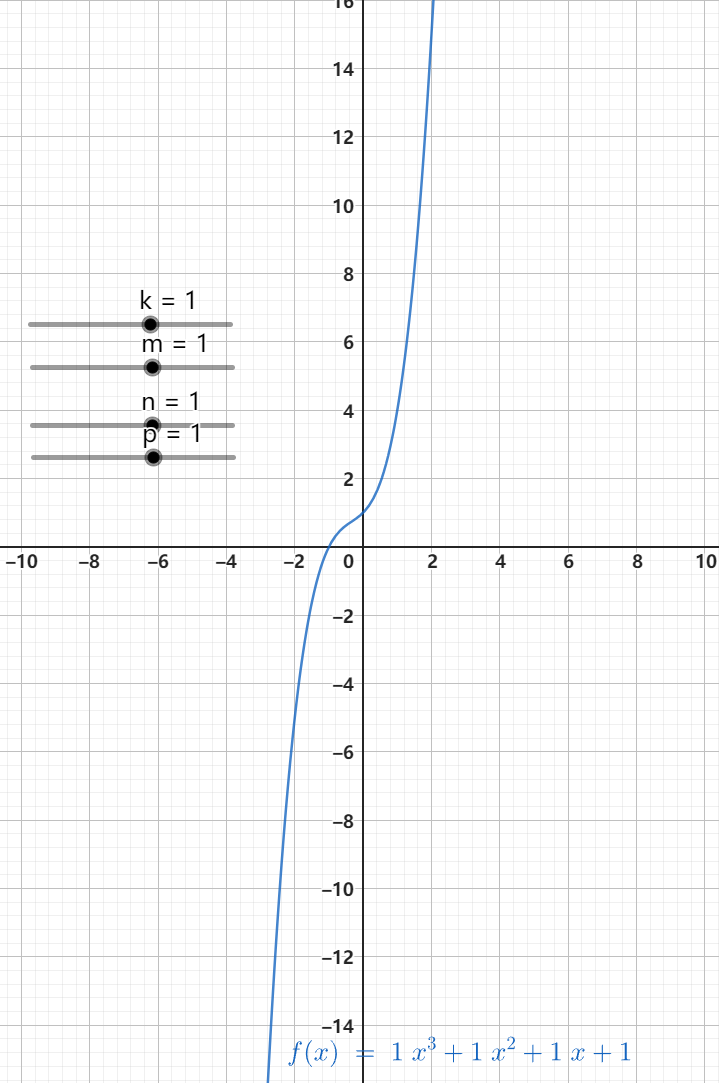 16
14
12
10
8
k = 1
6
m = 1
n = 1
4
p = 1
2
–10 –8 –6 –4 –2 0 2 4 6 8 10
–2
–4
–6
–8
–10
–12
–14
f(x) = 1 x³ + 1 x² + 1 x + 1